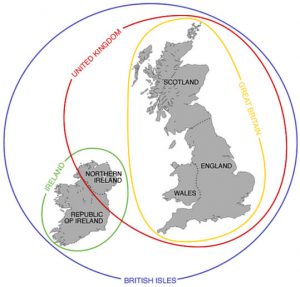 UNITED KINGDOM
SCOTLAND
GREAT BRITAIN
IRELAND
NORTHERN
IRELAND
ENGLAND
WALES
REPUBLIC
OF IRELAND
BRITISH ISLES